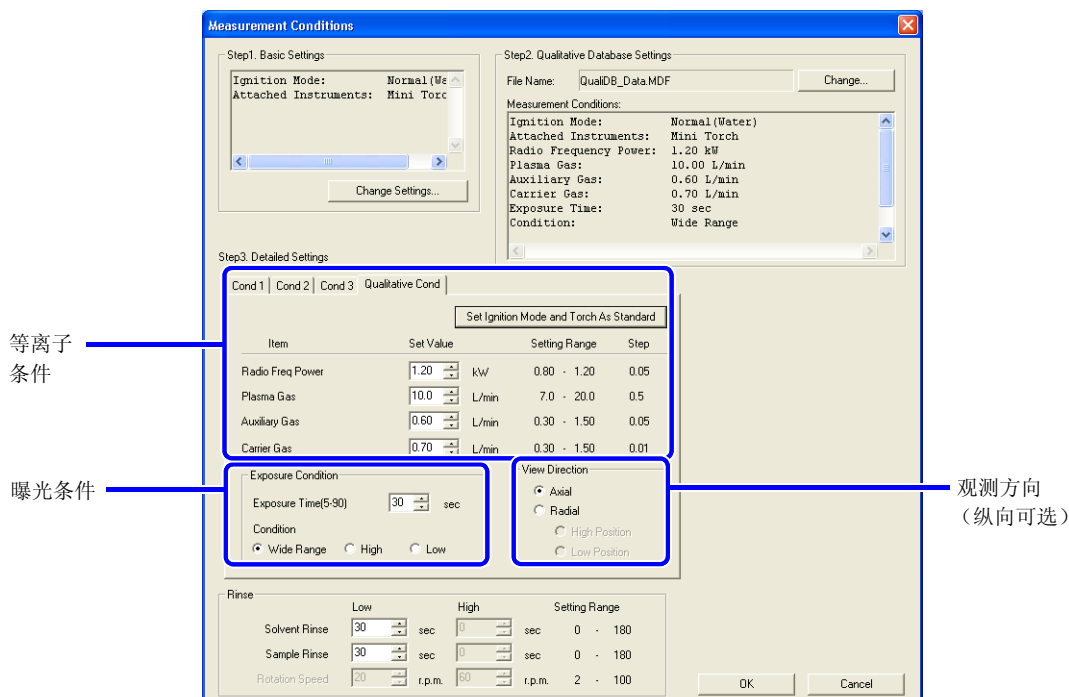 Measurement Conditions
Step1. Basic Settings
Ignition Mode: Normal(Wa
Attached Instruments: Mini Torc
Change Settings...
Step2. Qualitative Database Settings
File Name: QualiDB_Data.MDF Change...
Measurement Conditions:
Ignition Mode: Normal(Water)
Attached Instruments: Mini Torch
Radio Frequency Power: 1.20 kW
Plasma Gas: 10.00 L/min
Auxiliary Gas: 0.60 L/min
Carrier Gas: 0.70 L/min
Exposure Time: 30 sec
Condition: Wide Range
Step3. Detailed Settings
Cond 1 Cond 2 Cond 3 Qualitative Cond
Set Ignition Mode and Torch As Standard
Item Set Value Setting Range Step
Radio Freq Power 1.20 kW 0.80 - 1.20 0.05
Plasma Gas 10.0 L/min 7.0 - 20.0 0.5
Auxiliary Gas 0.60 L/min 0.30 - 1.50 0.05
Carrier Gas 0.70 L/min 0.30 - 1.50 0.01
等离子
条件
Exposure Condition
Exposure Time(5-90) 30 sec
Condition
Wide Range High Low
曝光条件
View Direction
Axial
Radial
High Position
Low Position
观测方向
（纵向可选）
Rinse
Low High Setting Range
Solvent Rinse 30 sec 0 sec 0 - 180
Sample Rinse 30 sec 0 sec 0 - 180
Rotation Speed 20 r.p.m. 60 r.p.m. 2 - 100
OK Cancel